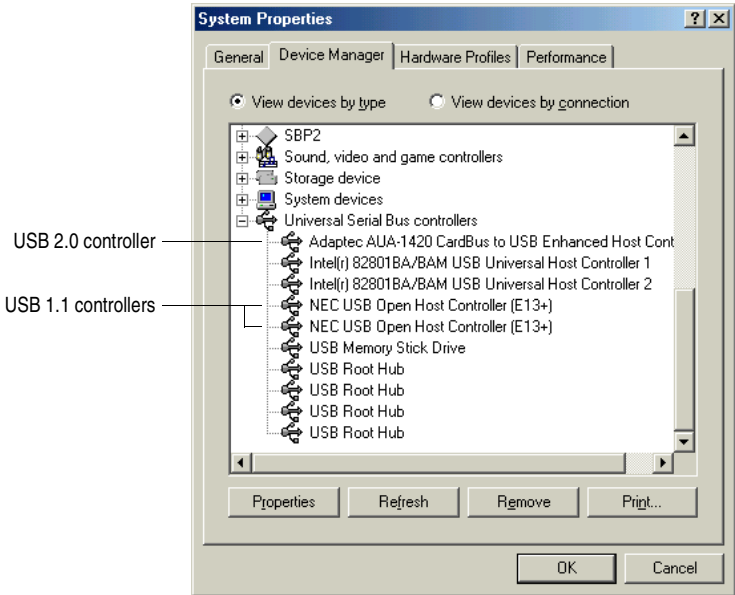 System Properties
General Device Manager Hardware Profiles Performance
View devices by type View devices by connection
SBP2
Sound, video and game controllers
Storage device
System devices
Universal Serial Bus controllers
USB 2.0 controller Adaptec AUA-1420 CardBus to USB Enhanced Host Cont
Intel(r) 82801BA/BAM USB Universal Host Controller 1
Intel(r) 82801BA/BAM USB Universal Host Controller 2
USB 1.1 controllers NEC USB Open Host Controller (E13+)
NEC USB Open Host Controller (E13+)
USB Memory Stick Drive
USB Root Hub
USB Root Hub
USB Root Hub
USB Root Hub
Properties Refresh Remove Print...
OK Cancel